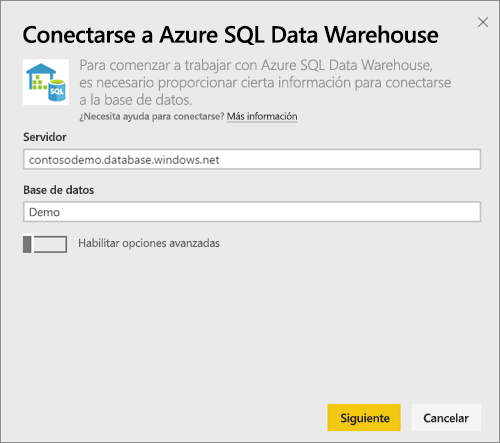 Conectarse a Azure SQL Data Warehouse
Para comenzar a trabajar con Azure SQL Data Warehouse,
es necesario proporcionar cierta información para conectarse
a la base de datos.
¿Necesita ayuda para conectarse? Más información
SQL
Servidor
contosodemo.database.windows.net
Base de datos
Demo
Habilitar opciones avanzadas
Siguiente
Cancelar